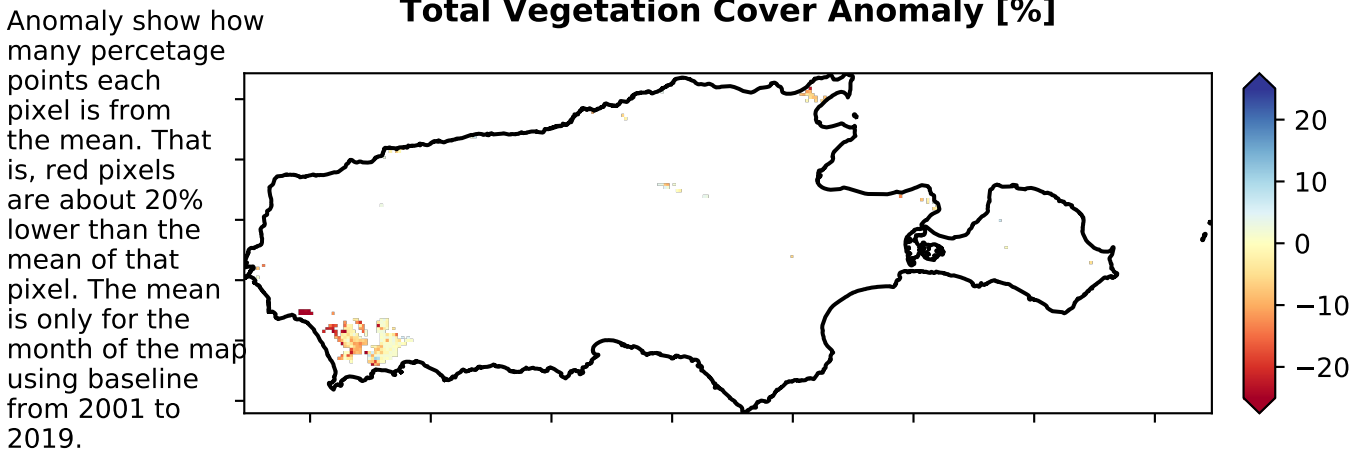 Total Vegetation Cover Anomaly [%]
Anomaly show how
many percetage
points each
pixel is from
the mean. That
is, red pixels
are about 20%
lower than the
mean of that
pixel. The mean
is only for the
month of the map
using baseline
from 2001 to
2019.
20
10
0
−10
−20